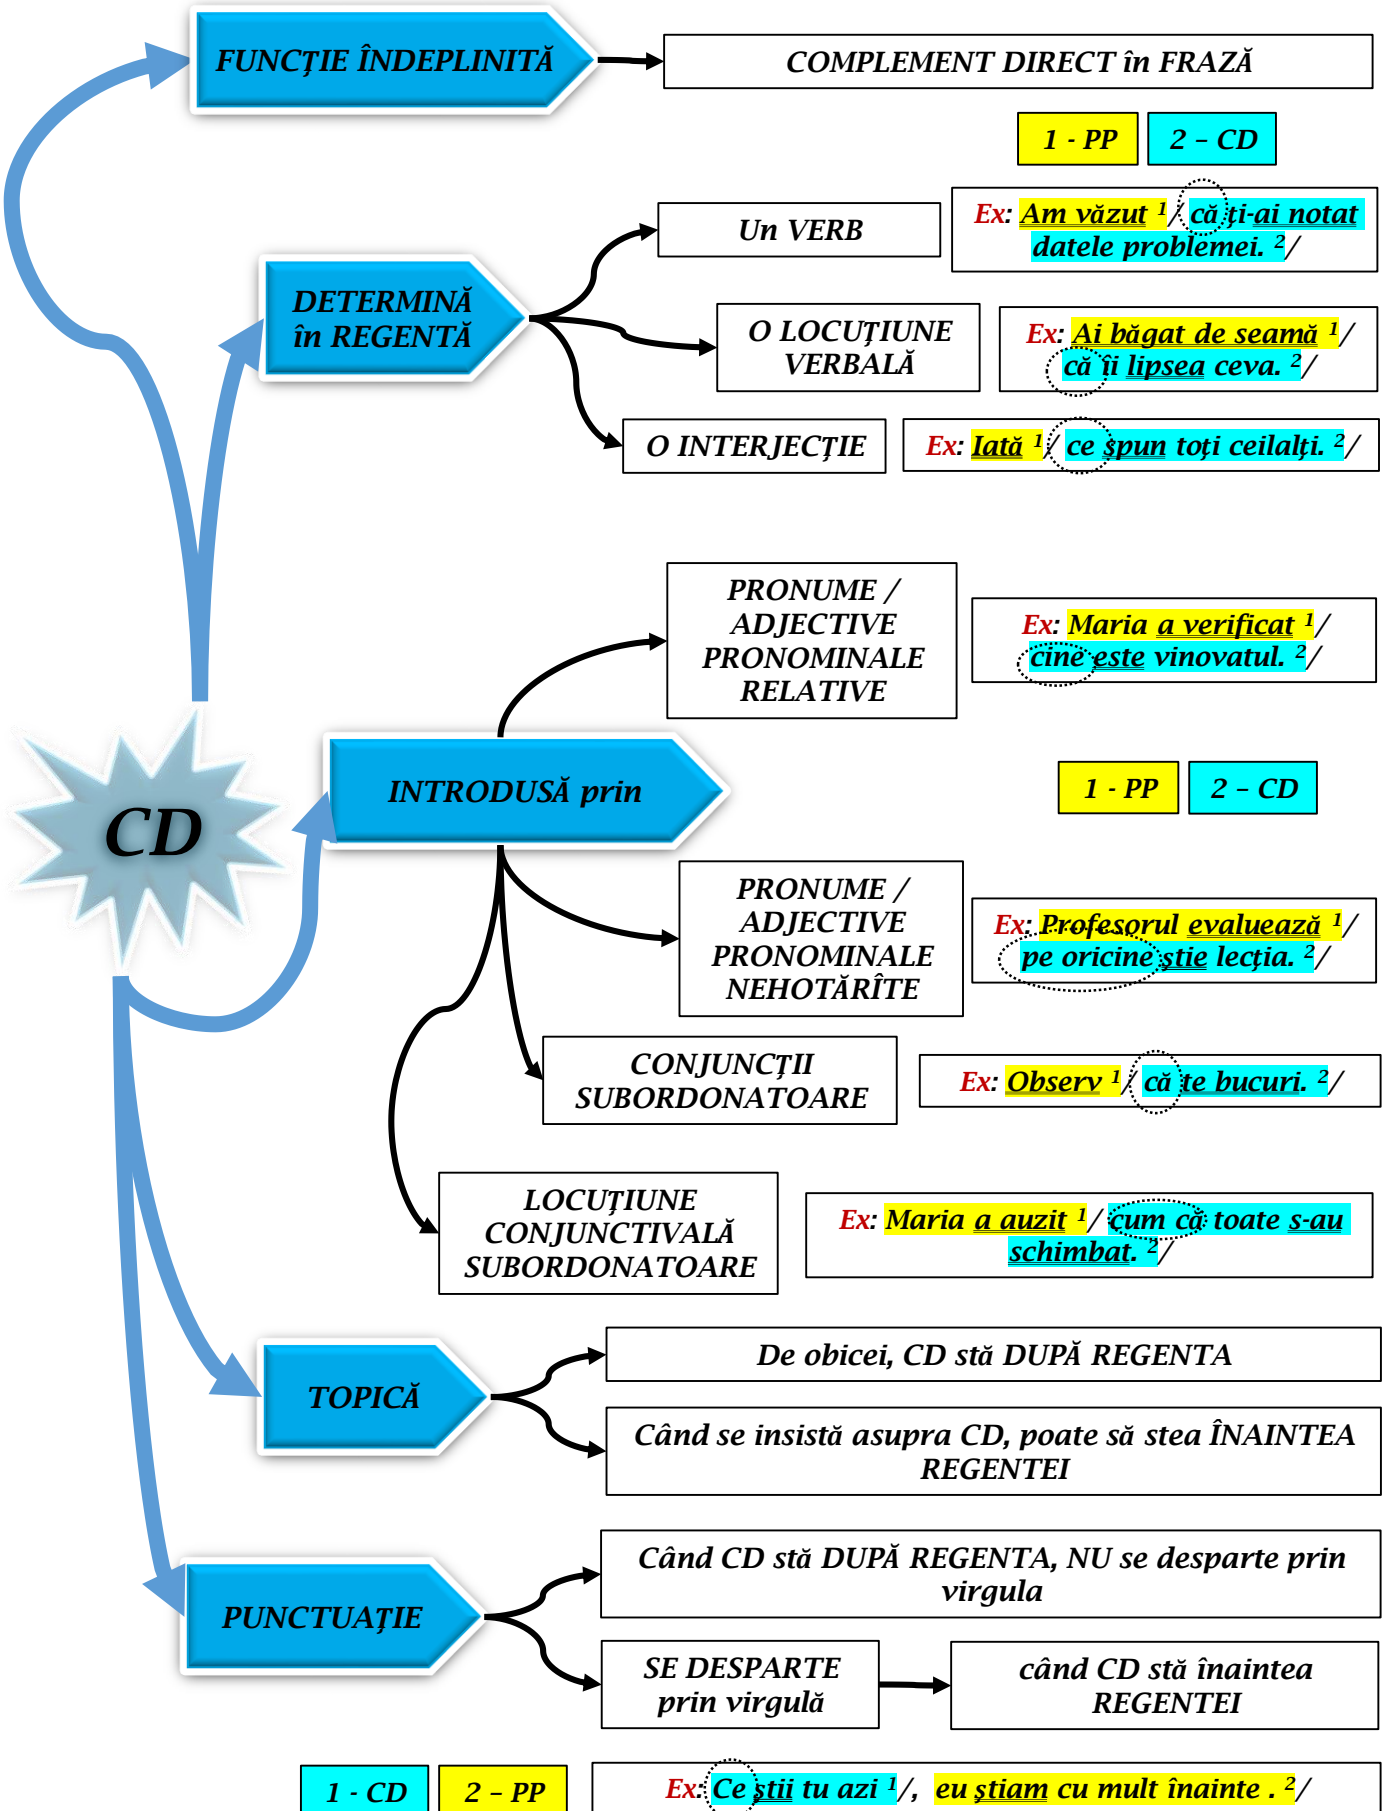 FUNCȚIE ÎNDEPLINITĂ
COMPLEMENT DIRECT în FRAZĂ
1 - PP
2 – CD
DETERMINĂ
în REGENTĂ
Un VERB
Ex: Am văzut ¹/ că ți-ai notat
datele problemei. ²/
O LOCUȚIUNE
VERBALĂ
Ex: Ai băgat de seamă ¹/
că îi lipsea ceva. ²/
O INTERJECȚIE
Ex: Iată ¹/ ce spun toți ceilalți. ²/
CD
INTRODUSĂ prin
PRONUME /
ADJECTIVE
PRONOMINALE
RELATIVE
Ex: Maria a verificat ¹/
cine este vinovatul. ²/
1 - PP
2 – CD
PRONUME /
ADJECTIVE
PRONOMINALE
NEHOTĂRÎTE
Ex: Profesorul evaluează ¹/
pe oricine știe lecția. ²/
CONJUNCȚII
SUBORDONATOARE
Ex: Observ ¹/ că te bucuri. ²/
LOCUȚIUNE
CONJUNCTIVALĂ
SUBORDONATOARE
Ex: Maria a auzit ¹/ cum că toate s-au
schimbat. ²/
TOPICĂ
De obicei, CD stă DUPĂ REGENTA
Când se insistă asupra CD, poate să stea ÎNAINTEA
REGENTEI
PUNCTUAȚIE
Când CD stă DUPĂ REGENTA, NU se desparte prin
virgula
SE DESPARTE
prin virgulă
când CD stă înaintea
REGENTEI
1 - CD
2 – PP
Ex: Ce știi tu azi ¹/, eu știam cu mult înainte . ²/